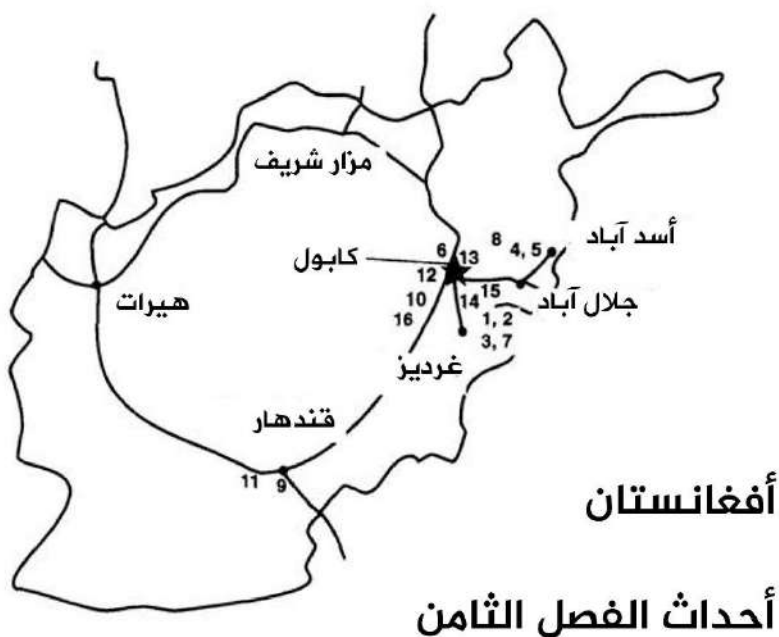 مزار شريف
أسد آباد
8
4, 5
6
13
كابول
12
15
جلال آباد
هيرات
10
14
1, 2
16
3, 7
غرديز
قندهار
11
9
أفغانستان
أحداث الفصل الثامن